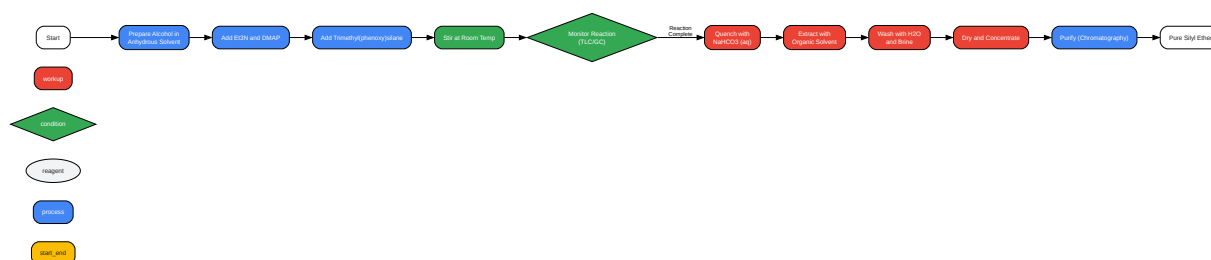 Start
Prepare Alcohol in
Anhydrous Solvent
Add Et3N and DMAP
Add Trimethyl(phenoxy)silane
Stir at Room Temp
Monitor Reaction
(TLC/GC)
Reaction
Complete
Quench with
NaHCO3 (aq)
Extract with
Organic Solvent
Wash with H2O
and Brine
Dry and Concentrate
Purify (Chromatography)
Pure Silyl Ether
workup
condition
reagent
process
start_end